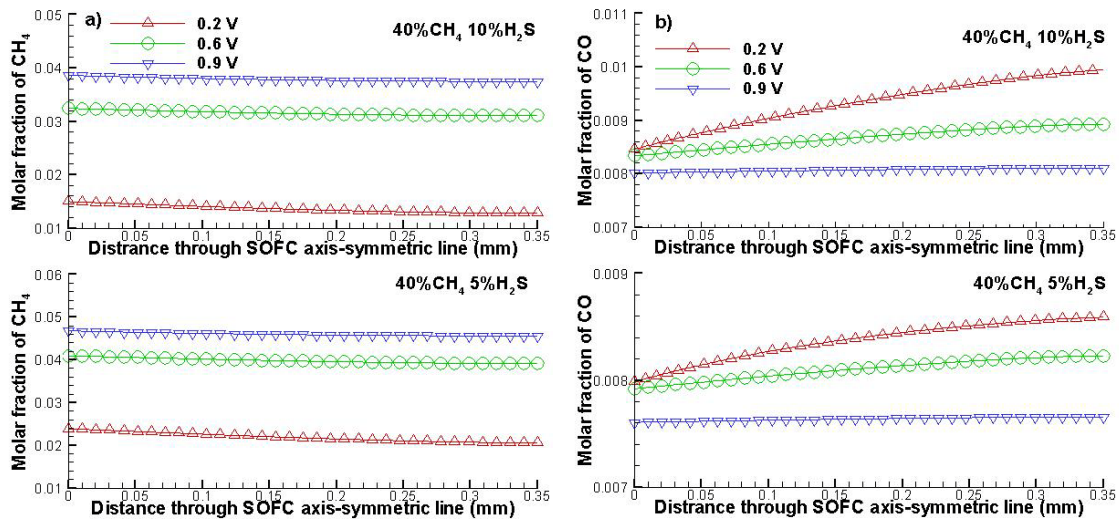 a)
0.2 V
0.6 V
0.9 V
40%CH4 10%H2S
Molar fraction of CH4
0.05
0.04
0.03
0.02
0.01
0 0.05 0.1 0.15 0.2 0.25 0.3 0.35
Distance through SOFC axis-symmetric line (mm)
b)
0.2 V
0.6 V
0.9 V
40%CH4 10%H2S
Molar fraction of CO
0.011
0.01
0.009
0.008
0.007
0 0.05 0.1 0.15 0.2 0.25 0.3 0.35
Distance through SOFC axis-symmetric line (mm)
40%CH4 5%H2S
Molar fraction of CH4
0.06
0.05
0.04
0.03
0.02
0.01
0 0.05 0.1 0.15 0.2 0.25 0.3 0.35
Distance through SOFC axis-symmetric line (mm)
40%CH4 5%H2S
Molar fraction of CO
0.009
0.008
0.007
0 0.05 0.1 0.15 0.2 0.25 0.3 0.35
Distance through SOFC axis-symmetric line (mm)